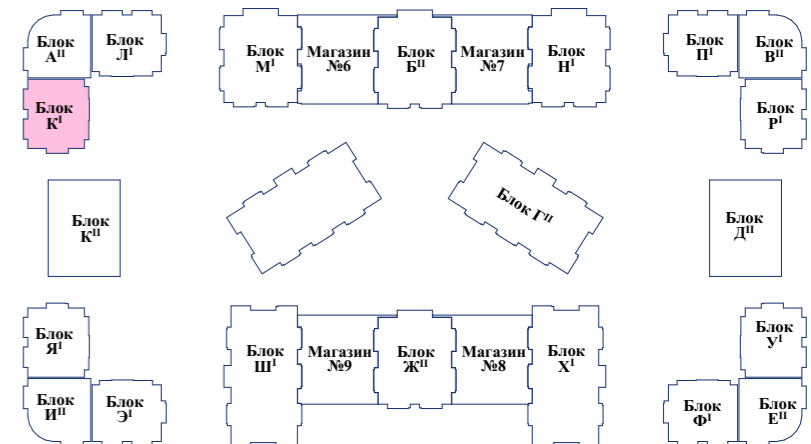 Блок
Aᴵᴵ
Блок
Лᴵ
Блок
Мᴵ
Магазин
№6
Блок
Бᴵᴵ
Магазин
№7
Блок
Нᴵ
Блок
Пᴵ
Блок
Вᴵᴵ
Блок
Кᴵ
Блок
Рᴵ
Блок
Кᴵᴵ
Блок Гᴵᴵ
Блок
Дᴵᴵ
Блок
Яᴵ
Блок
Шᴵ
Магазин
№9
Блок
Жᴵᴵ
Магазин
№8
Блок
Хᴵ
Блок
Уᴵ
Блок
Иᴵᴵ
Блок
Эᴵ
Блок
Фᴵ
Блок
Еᴵᴵ